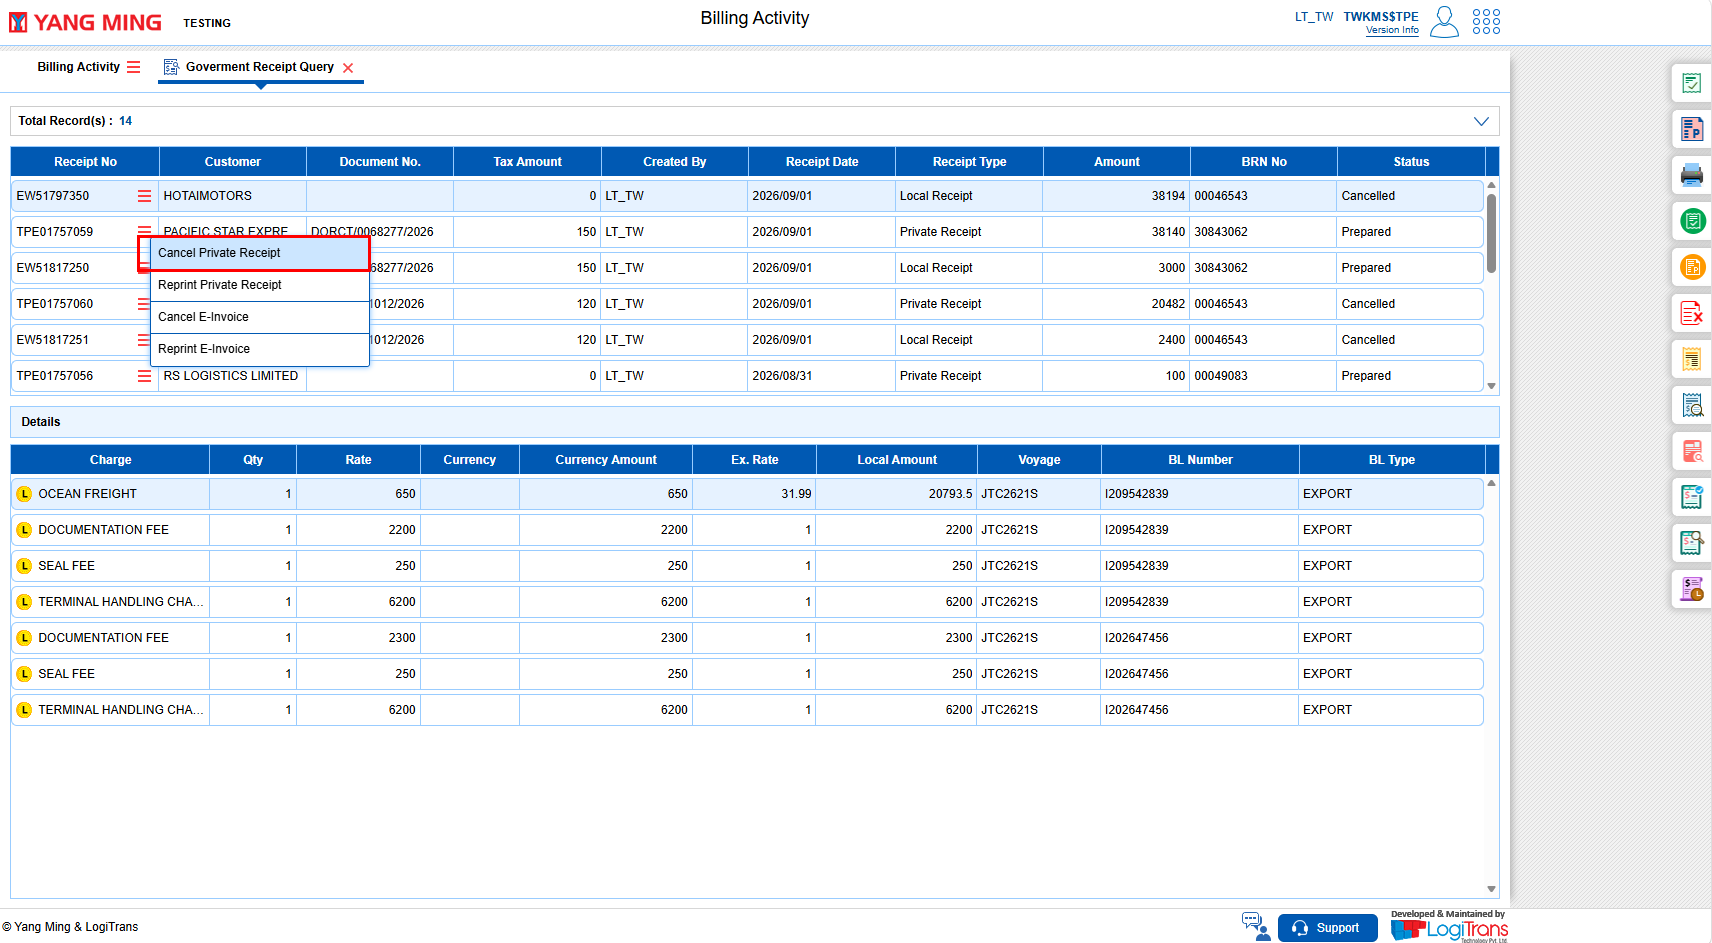 YANG MING TESTING Billing Activity LT_TW TWKMS$TPE
Version Info
Billing Activity Goverment Receipt Query
Total Record(s) : 14
Receipt No Customer Document No. Tax Amount Created By Receipt Date Receipt Type Amount BRN No Status
EW51797350 HOTAIMOTORS 0 LT_TW 2026/09/01 Local Receipt 38194 00046543 Cancelled
TPE01757059 PACIFIC STAR EXPRE DORCT/0068277/2026 150 LT_TW 2026/09/01 Private Receipt 38140 30843062 Prepared
Cancel Private Receipt
EW51817250 68277/2026 150 LT_TW 2026/09/01 Local Receipt 3000 30843062 Prepared
Reprint Private Receipt
TPE01757060 1012/2026 120 LT_TW 2026/09/01 Private Receipt 20482 00046543 Cancelled
Cancel E-Invoice
EW51817251 1012/2026 120 LT_TW 2026/09/01 Local Receipt 2400 00046543 Cancelled
Reprint E-Invoice
TPE01757056 RS LOGISTICS LIMITED 0 LT_TW 2026/08/31 Private Receipt 100 00049083 Prepared
Details
Charge Qty Rate Currency Currency Amount Ex. Rate Local Amount Voyage BL Number BL Type
L OCEAN FREIGHT 1 650 650 31.99 20793.5 JTC2621S I209542839 EXPORT
L DOCUMENTATION FEE 1 2200 2200 1 2200 JTC2621S I209542839 EXPORT
L SEAL FEE 1 250 250 1 250 JTC2621S I209542839 EXPORT
L TERMINAL HANDLING CHA... 1 6200 6200 1 6200 JTC2621S I209542839 EXPORT
L DOCUMENTATION FEE 1 2300 2300 1 2300 JTC2621S I202647456 EXPORT
L SEAL FEE 1 250 250 1 250 JTC2621S I202647456 EXPORT
L TERMINAL HANDLING CHA... 1 6200 6200 1 6200 JTC2621S I202647456 EXPORT
© Yang Ming & LogiTrans
Support
Developed & Maintained by
LogiTrans
Technology Pvt. Ltd.